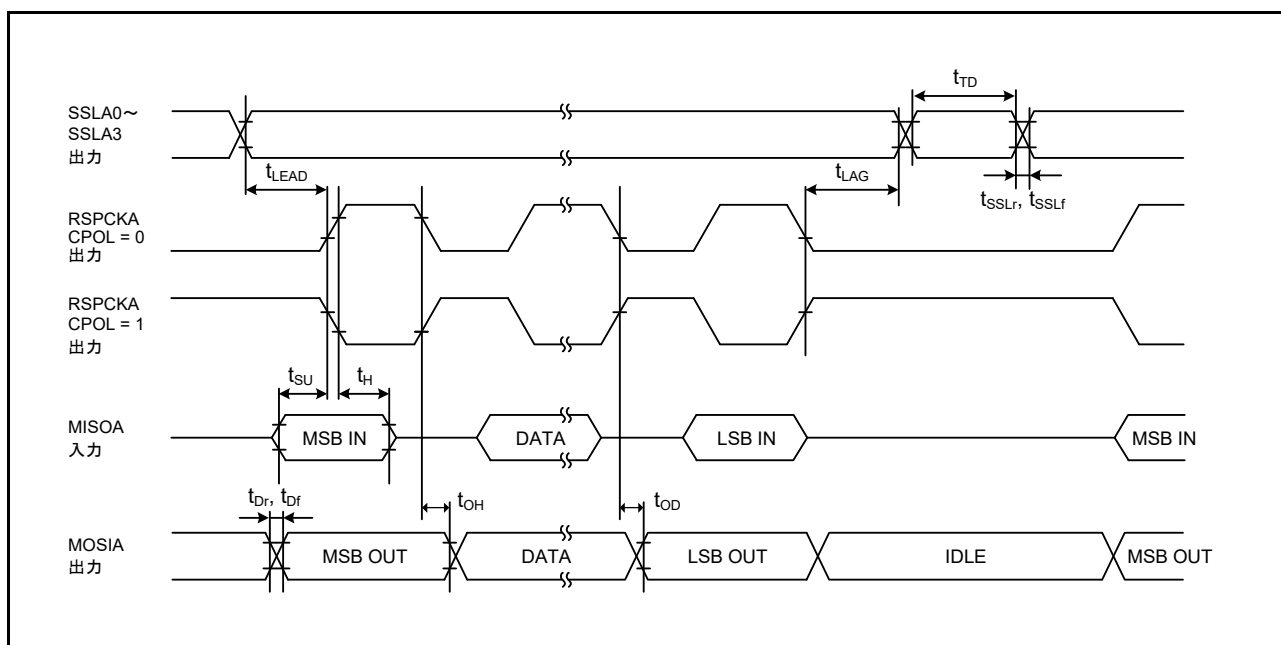 SSLA0～
SSLA3
出力
tTD
tLEAD
tLAG
tSSLr, tSSLf
RSPCKA
CPOL = 0
出力
RSPCKA
CPOL = 1
出力
tSU
tH
MISOA
入力
MSB IN
DATA
LSB IN
MSB IN
tDr, tDf
tOH
tOD
MOSIA
出力
MSB OUT
DATA
LSB OUT
IDLE
MSB OUT